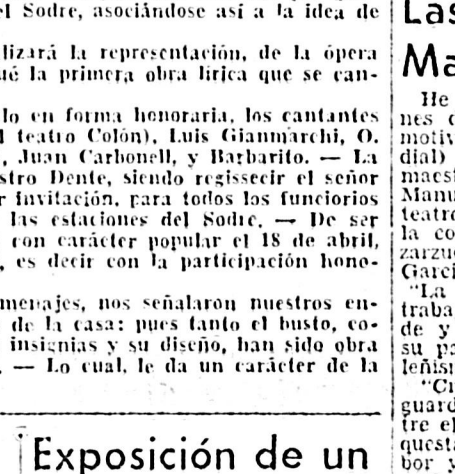 el Sodre, asociándose así a la idea de
lizará la representación, de la ópera
ué la primera obra lírica que se can-
lo en forma honoraria, los cantantes
l teatro Colón), Luis Gianmarchi, O.
, Juan Carbonell, y Barbarito. — La
stro Dente, siendo regissecir el señor
r invitación, para todos los funciorios
las estaciones del Sodre, — De ser
con carácter popular el 18 de abril,
, es decir con la participación hono-
menajes, nos señalaron nuestros en-
de la casa: pues tanto el busto, co-
insignias y su diseño, han sido obra
. — Lo cual, le da un carácter de la
Exposición de un
Las
Ma
He
nes
motiv
dial)
maest
Manu
teatro
la co
zarzue
Garci
"La
traba
de y
su pa
leñism
"Cu
guard
tre el
questa
bor y